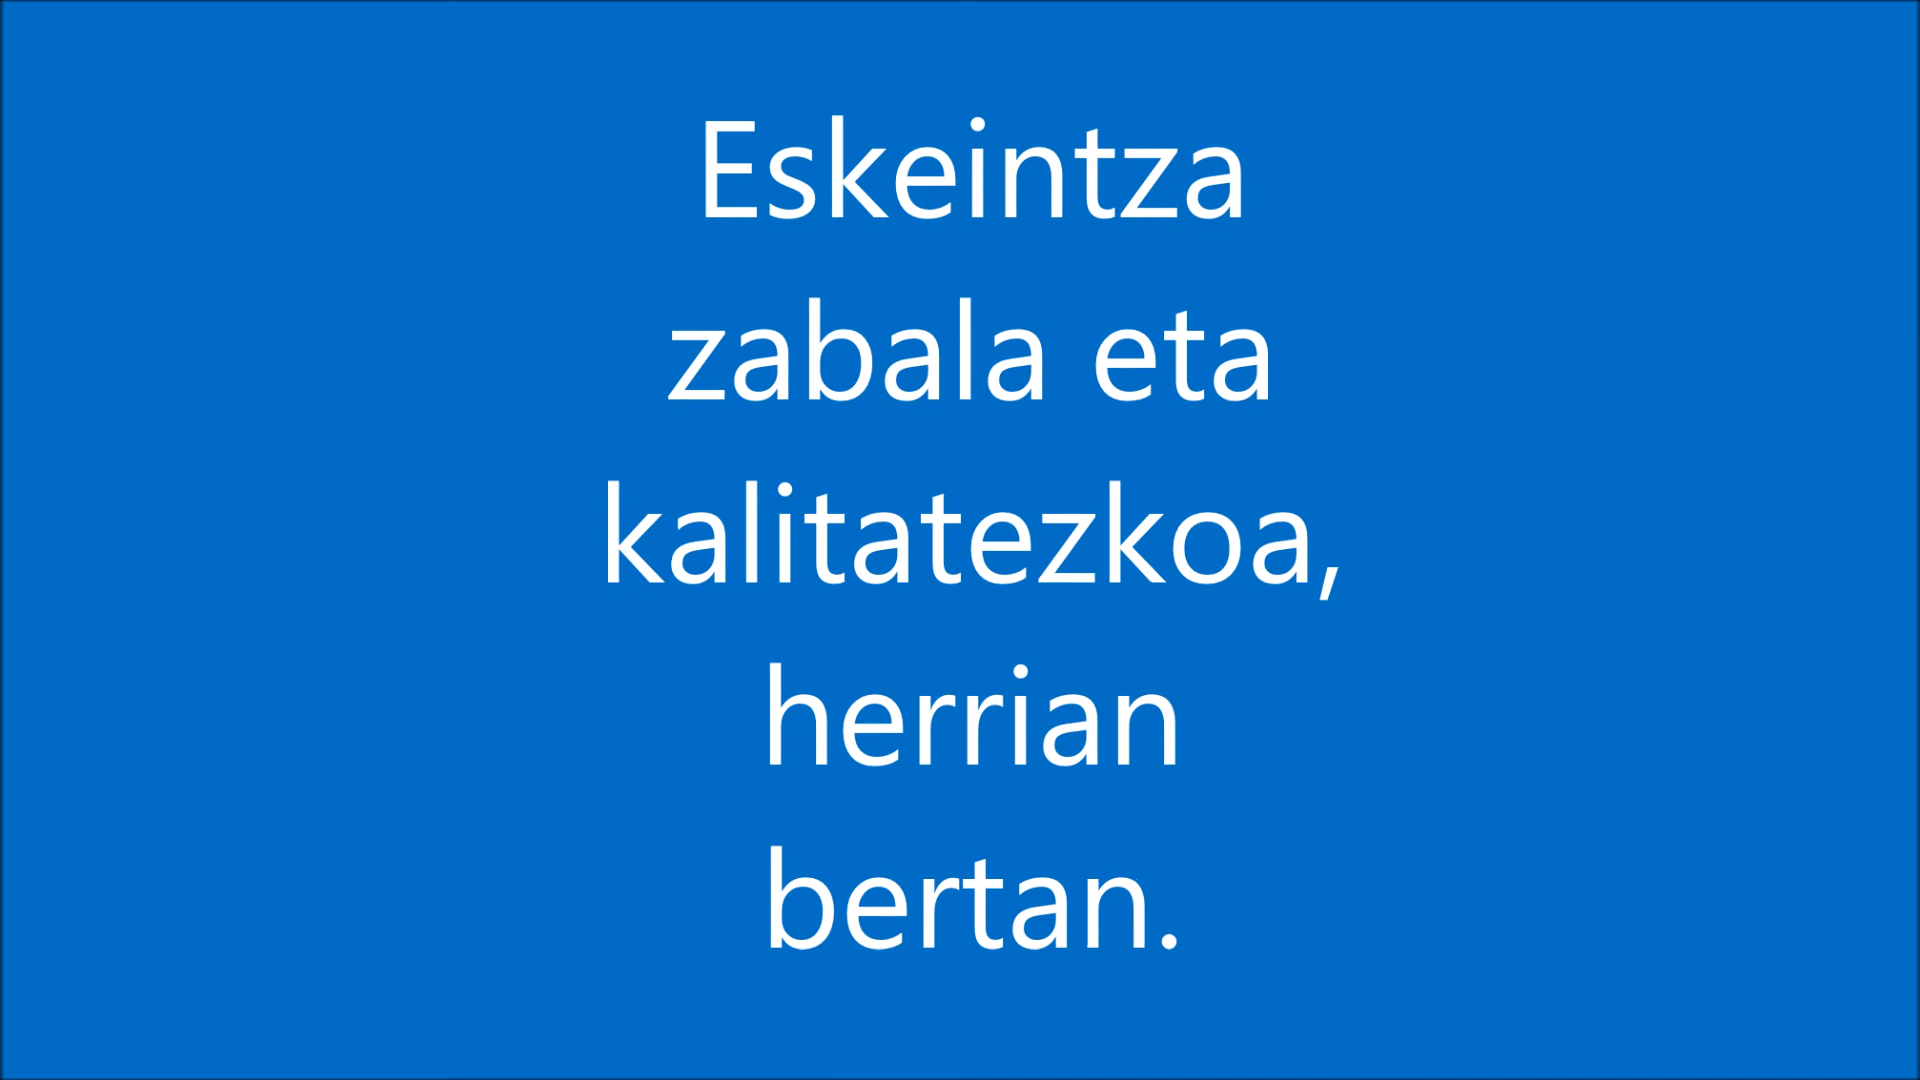 Eskeintza
zabala eta
kalitatezkoa,
herrian
bertan.